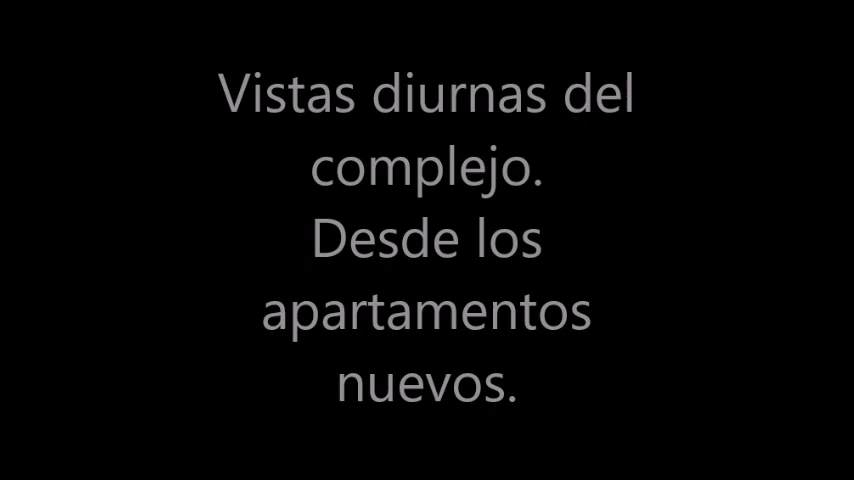 Vistas diurnas del
complejo.
Desde los
apartamentos
nuevos.